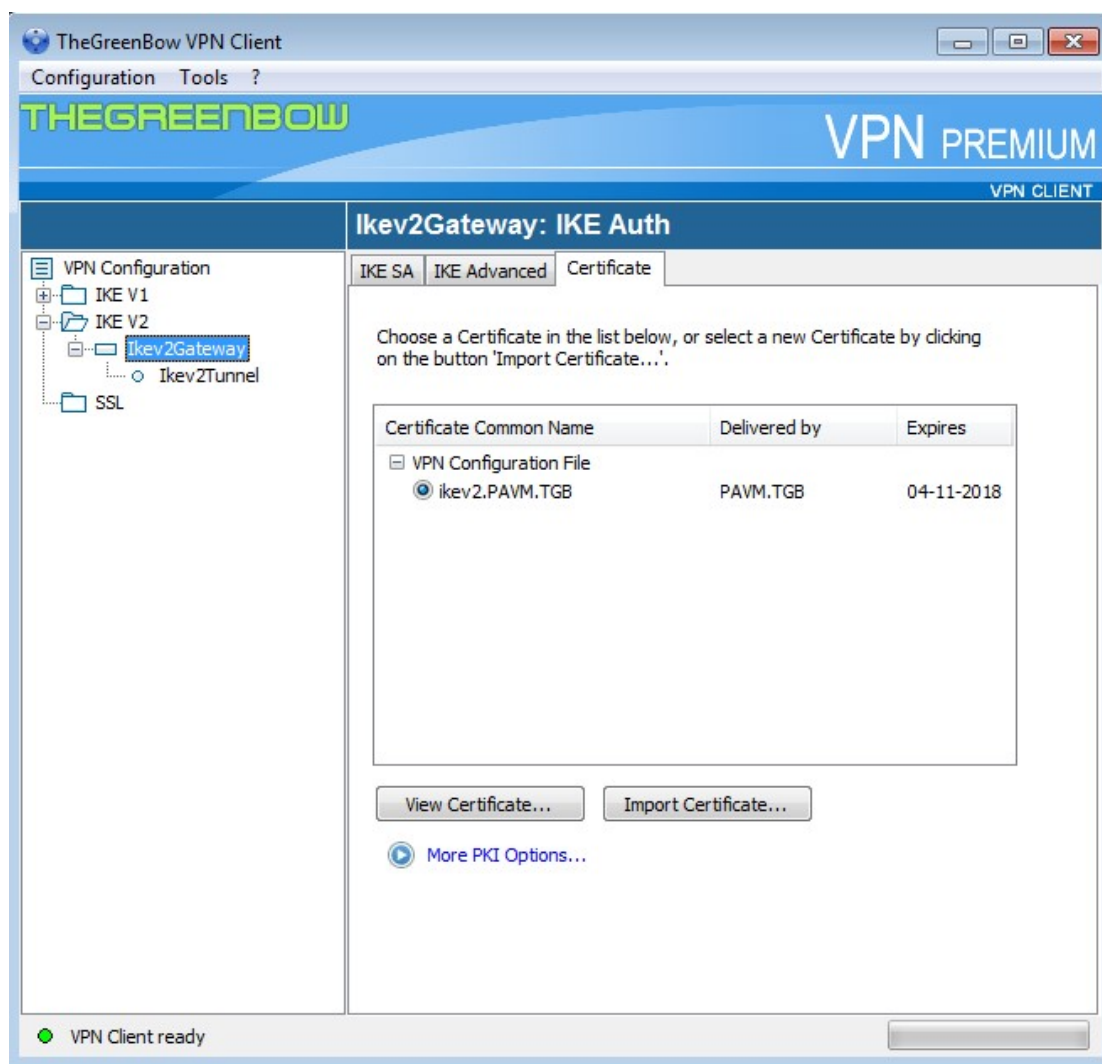 TheGreenBow VPN Client
Configuration Tools ?
THEGREENBOW
VPN PREMIUM
VPN CLIENT
Ikev2Gateway: IKE Auth
VPN Configuration
IKE V1
IKE V2
Ikev2Gateway
Ikev2Tunnel
SSL
IKE SA IKE Advanced Certificate
Choose a Certificate in the list below, or select a new Certificate by clicking
on the button 'Import Certificate...'.
Certificate Common Name Delivered by Expires
VPN Configuration File
ikev2.PAVM.TGB PAVM.TGB 04-11-2018
View Certificate... Import Certificate...
More PKI Options...
VPN Client ready